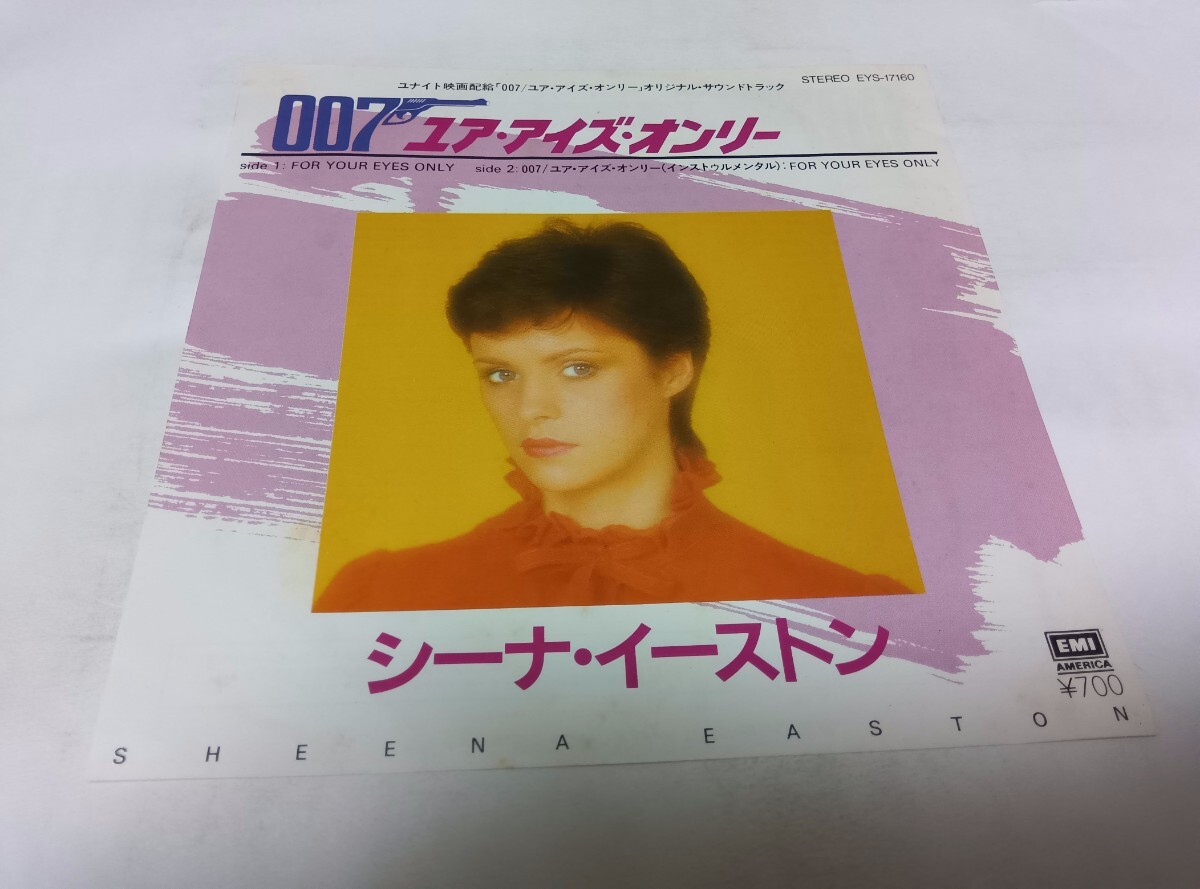 STEREO EYS-17160
ユナイト映画配給「007/ユア・アイズ・オンリー」オリジナル・サウンドトラック
007 ユア・アイズ・オンリー
side 1: FOR YOUR EYES ONLY side 2: 007/ユア・アイズ・オンリー(インストゥルメンタル): FOR YOUR EYES ONLY
シーナ・イーストン
EMI
AMERICA
¥700
SHEENA EASTON